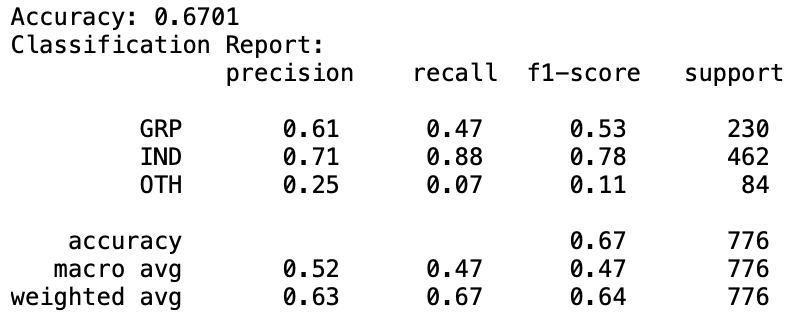 Accuracy: 0.6701
Classification Report:
precision recall f1-score support
GRP 0.61 0.47 0.53 230
IND 0.71 0.88 0.78 462
OTH 0.25 0.07 0.11 84
accuracy 0.67 776
macro avg 0.52 0.47 0.47 776
weighted avg 0.63 0.67 0.64 776